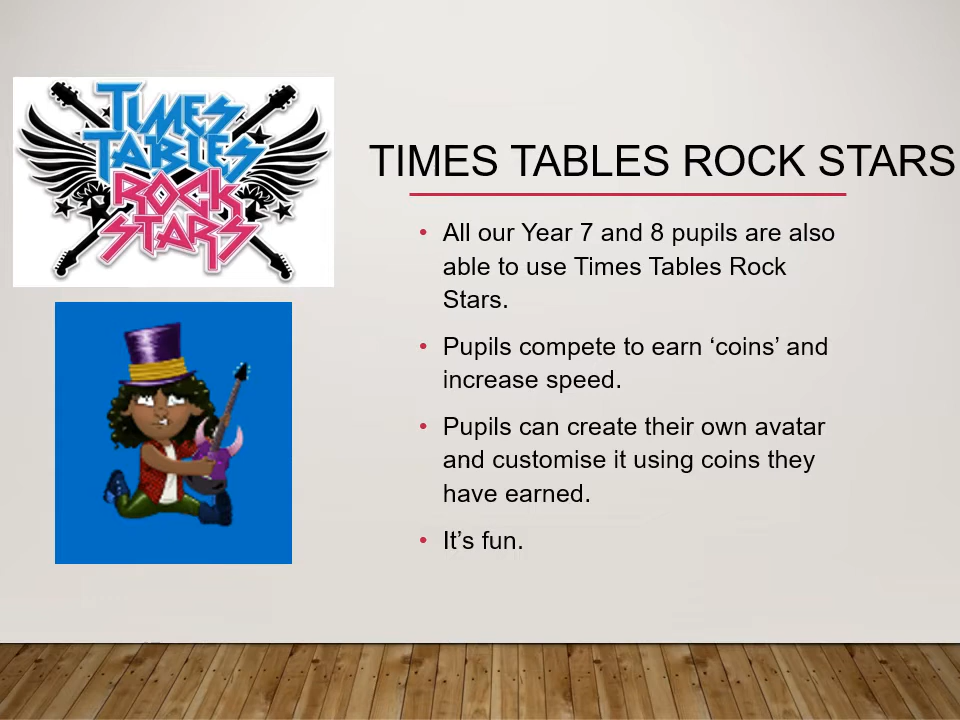 TIMES
TABLES
ROCK
STARS
TIMES TABLES ROCK STARS
• All our Year 7 and 8 pupils are also
able to use Times Tables Rock
Stars.
• Pupils compete to earn ‘coins’ and
increase speed.
• Pupils can create their own avatar
and customise it using coins they
have earned.
• It’s fun.